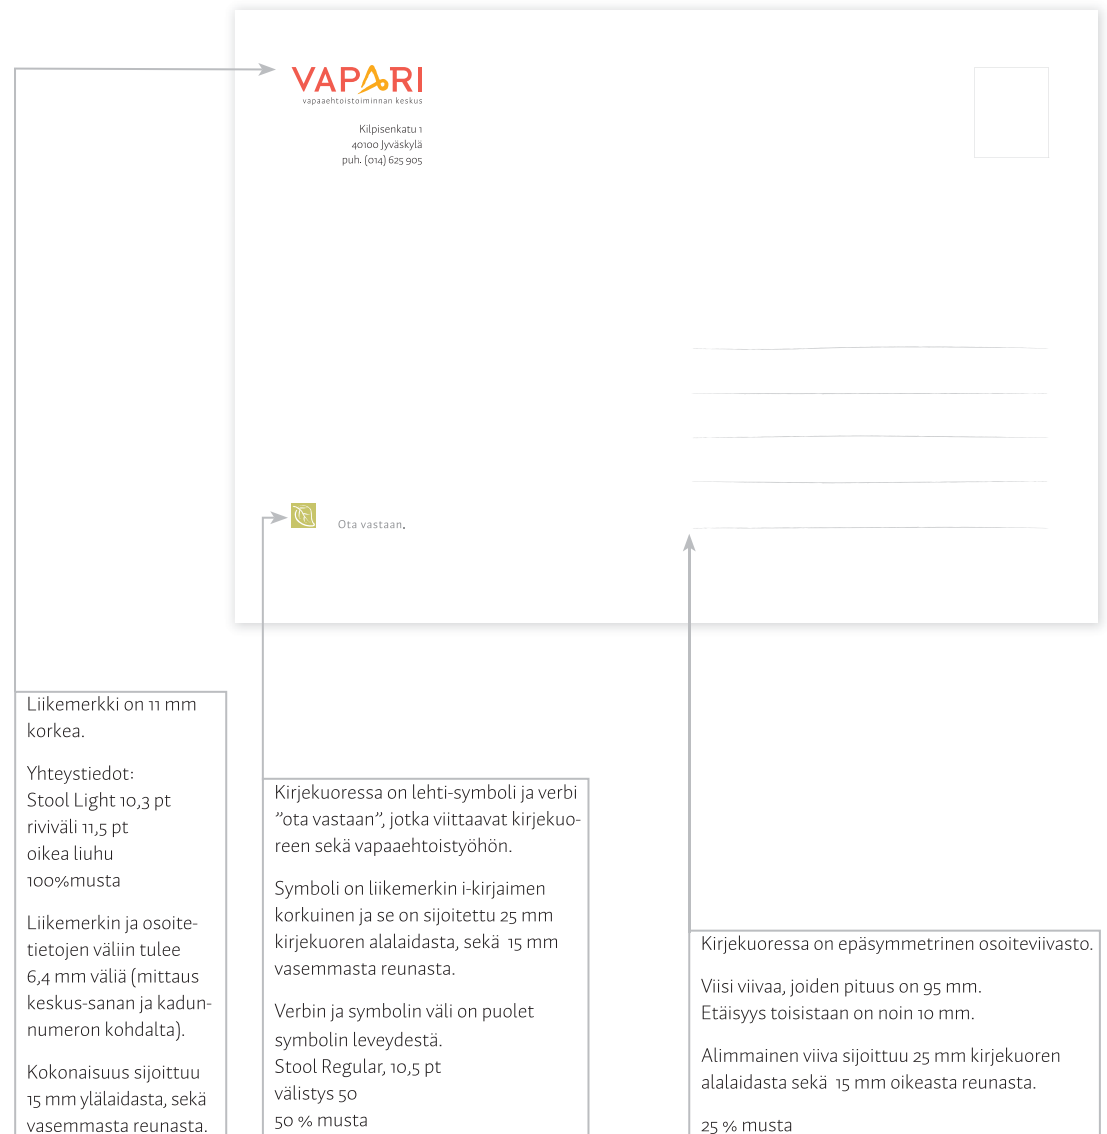 VAPARI
vapaaehtoistoiminnan keskus
Kilpisenkatu 1
40100 Jyväskylä
puh. (014) 625 905
Ota vastaan.
Liikemerkki on 11 mm
korkea.
Yhteystiedot:
Stool Light 10,3 pt
riviväli 11,5 pt
oikea liuhu
100%musta
Liikemerkin ja osoite-
tietojen väliin tulee
6,4 mm väliä (mittaus
keskus-sanan ja kadun-
numeron kohdalta).
Kokonaisuus sijoittuu
15 mm ylälaidasta, sekä
vasemmasta reunasta.
Kirjekuoressa on lehti-symboli ja verbi
”ota vastaan”, jotka viittaavat kirjekuo-
reen sekä vapaaehtoistyöhön.
Symboli on liikemerkin i-kirjaimen
korkuinen ja se on sijoitettu 25 mm
kirjekuoren alalaidasta, sekä 15 mm
vasemmasta reunasta.
Verbin ja symbolin väli on puolet
symbolin leveydestä.
Stool Regular, 10,5 pt
välistys 50
50 % musta
Kirjekuoressa on epäsymmetrinen osoiteviivasto.
Viisi viivaa, joiden pituus on 95 mm.
Etäisyys toisistaan on noin 10 mm.
Alimmainen viiva sijoittuu 25 mm kirjekuoren
alalaidasta sekä 15 mm oikeasta reunasta.
25 % musta